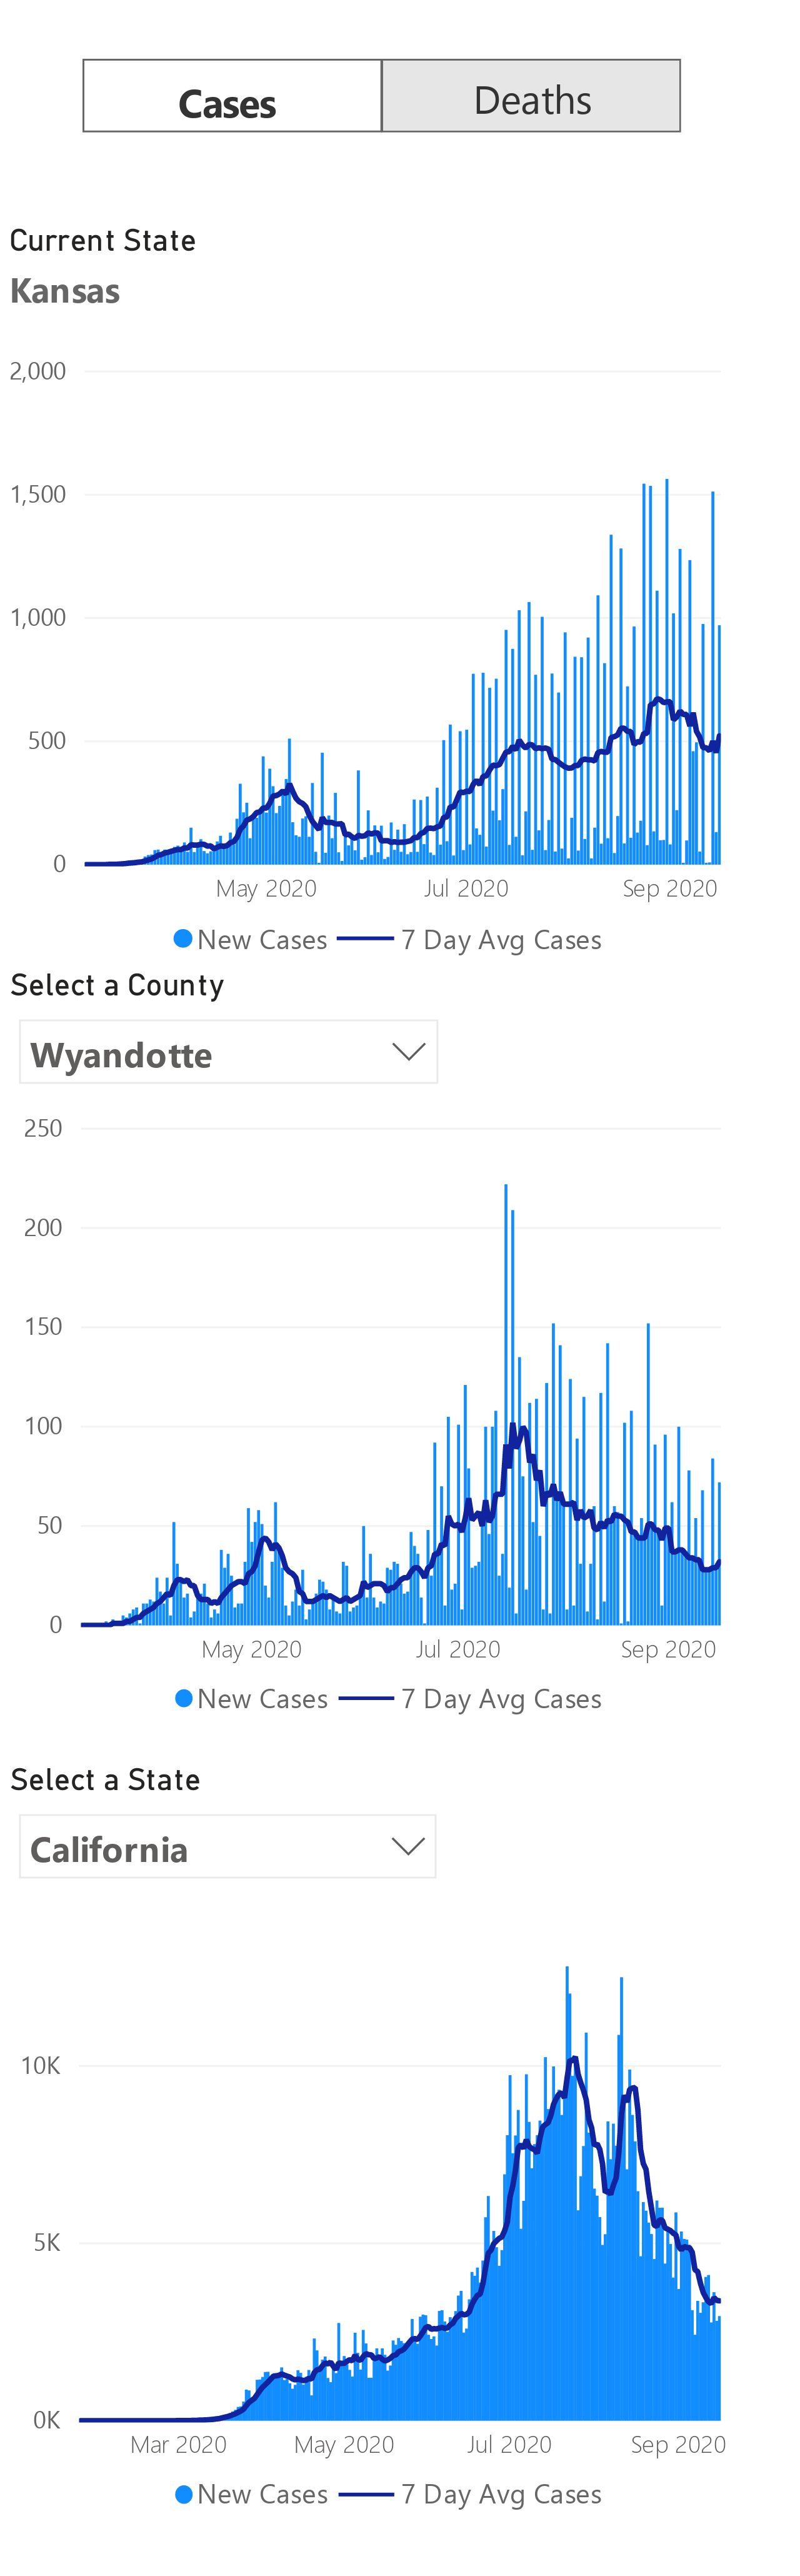 Cases Deaths
Current State
Kansas
2,000
1,500
1,000
500
0
May 2020 Jul 2020 Sep 2020
New Cases 7 Day Avg Cases
Select a County
Wyandotte
250
200
150
100
50
0
May 2020 Jul 2020 Sep 2020
New Cases 7 Day Avg Cases
Select a State
California
10K
5K
0K
Mar 2020 May 2020 Jul 2020 Sep 2020
New Cases 7 Day Avg Cases